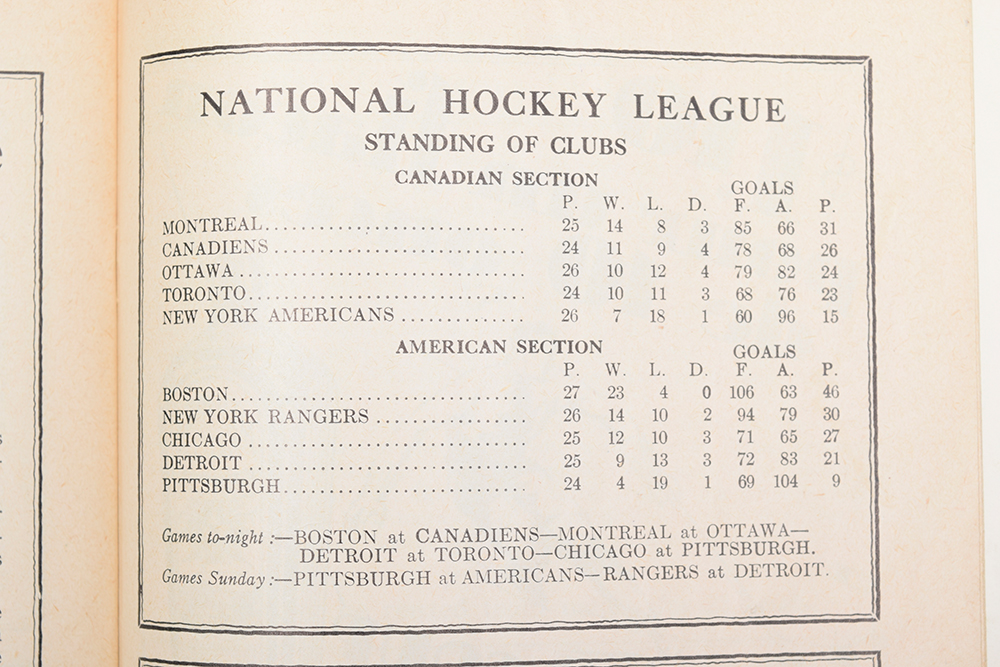 NATIONAL HOCKEY LEAGUE
STANDING OF CLUBS
CANADIAN SECTION
GOALS
P. W. L. D. F. A. P.
MONTREAL............................. 25 14 8 3 85 66 31
CANADIENS ............................ 24 11 9 4 78 68 26
OTTAWA ................................ 26 10 12 4 79 82 24
TORONTO............................... 24 10 11 3 68 76 23
NEW YORK AMERICANS .............. 26 7 18 1 60 96 15
AMERICAN SECTION
GOALS
P. W. L. D. F. A. P.
BOSTON................................. 27 23 4 0 106 63 46
NEW YORK RANGERS ................. 26 14 10 2 94 79 30
CHICAGO ............................... 25 12 10 3 71 65 27
DETROIT ............................... 25 9 13 3 72 83 21
PITTSBURGH........................... 24 4 19 1 69 104 9
Games to-night :—BOSTON at CANADIENS—MONTREAL at OTTAWA—
DETROIT at TORONTO—CHICAGO at PITTSBURGH.
Games Sunday :—PITTSBURGH at AMERICANS—RANGERS at DETROIT.